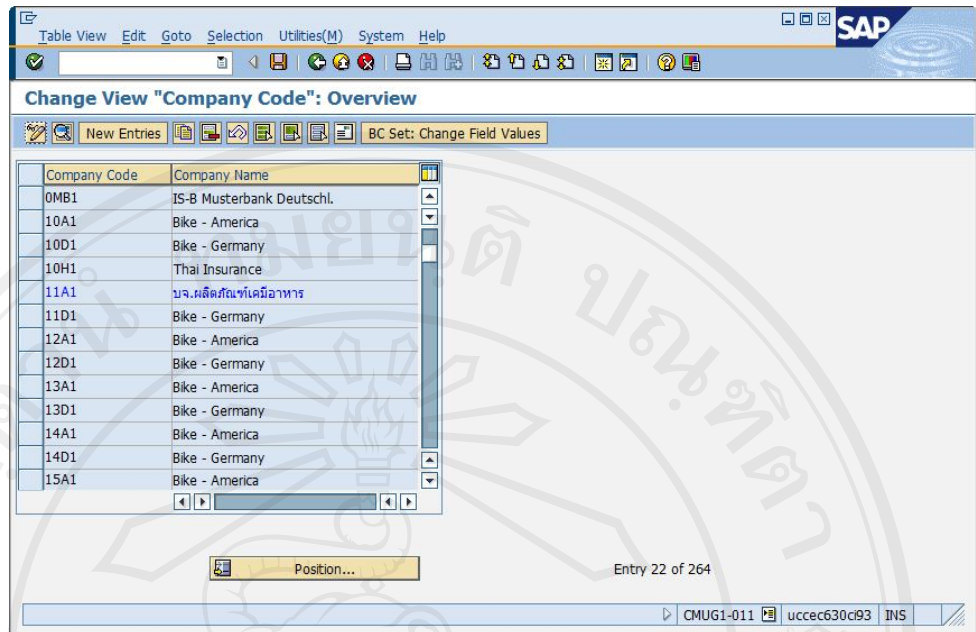 SAP
Table View Edit Goto Selection Utilities(M) System Help
Change View "Company Code": Overview
New Entries BC Set: Change Field Values
Company Code Company Name
0MB1 IS-B Musterbank Deutschl.
10A1 Bike - America
10D1 Bike - Germany
10H1 Thai Insurance
11A1 บจ.ผลิตภัณฑ์เคมีอาหาร
11D1 Bike - Germany
12A1 Bike - America
12D1 Bike - Germany
13A1 Bike - America
13D1 Bike - Germany
14A1 Bike - America
14D1 Bike - Germany
15A1 Bike - America
Position... Entry 22 of 264
CMUG1-011 uccec630ci93 INS